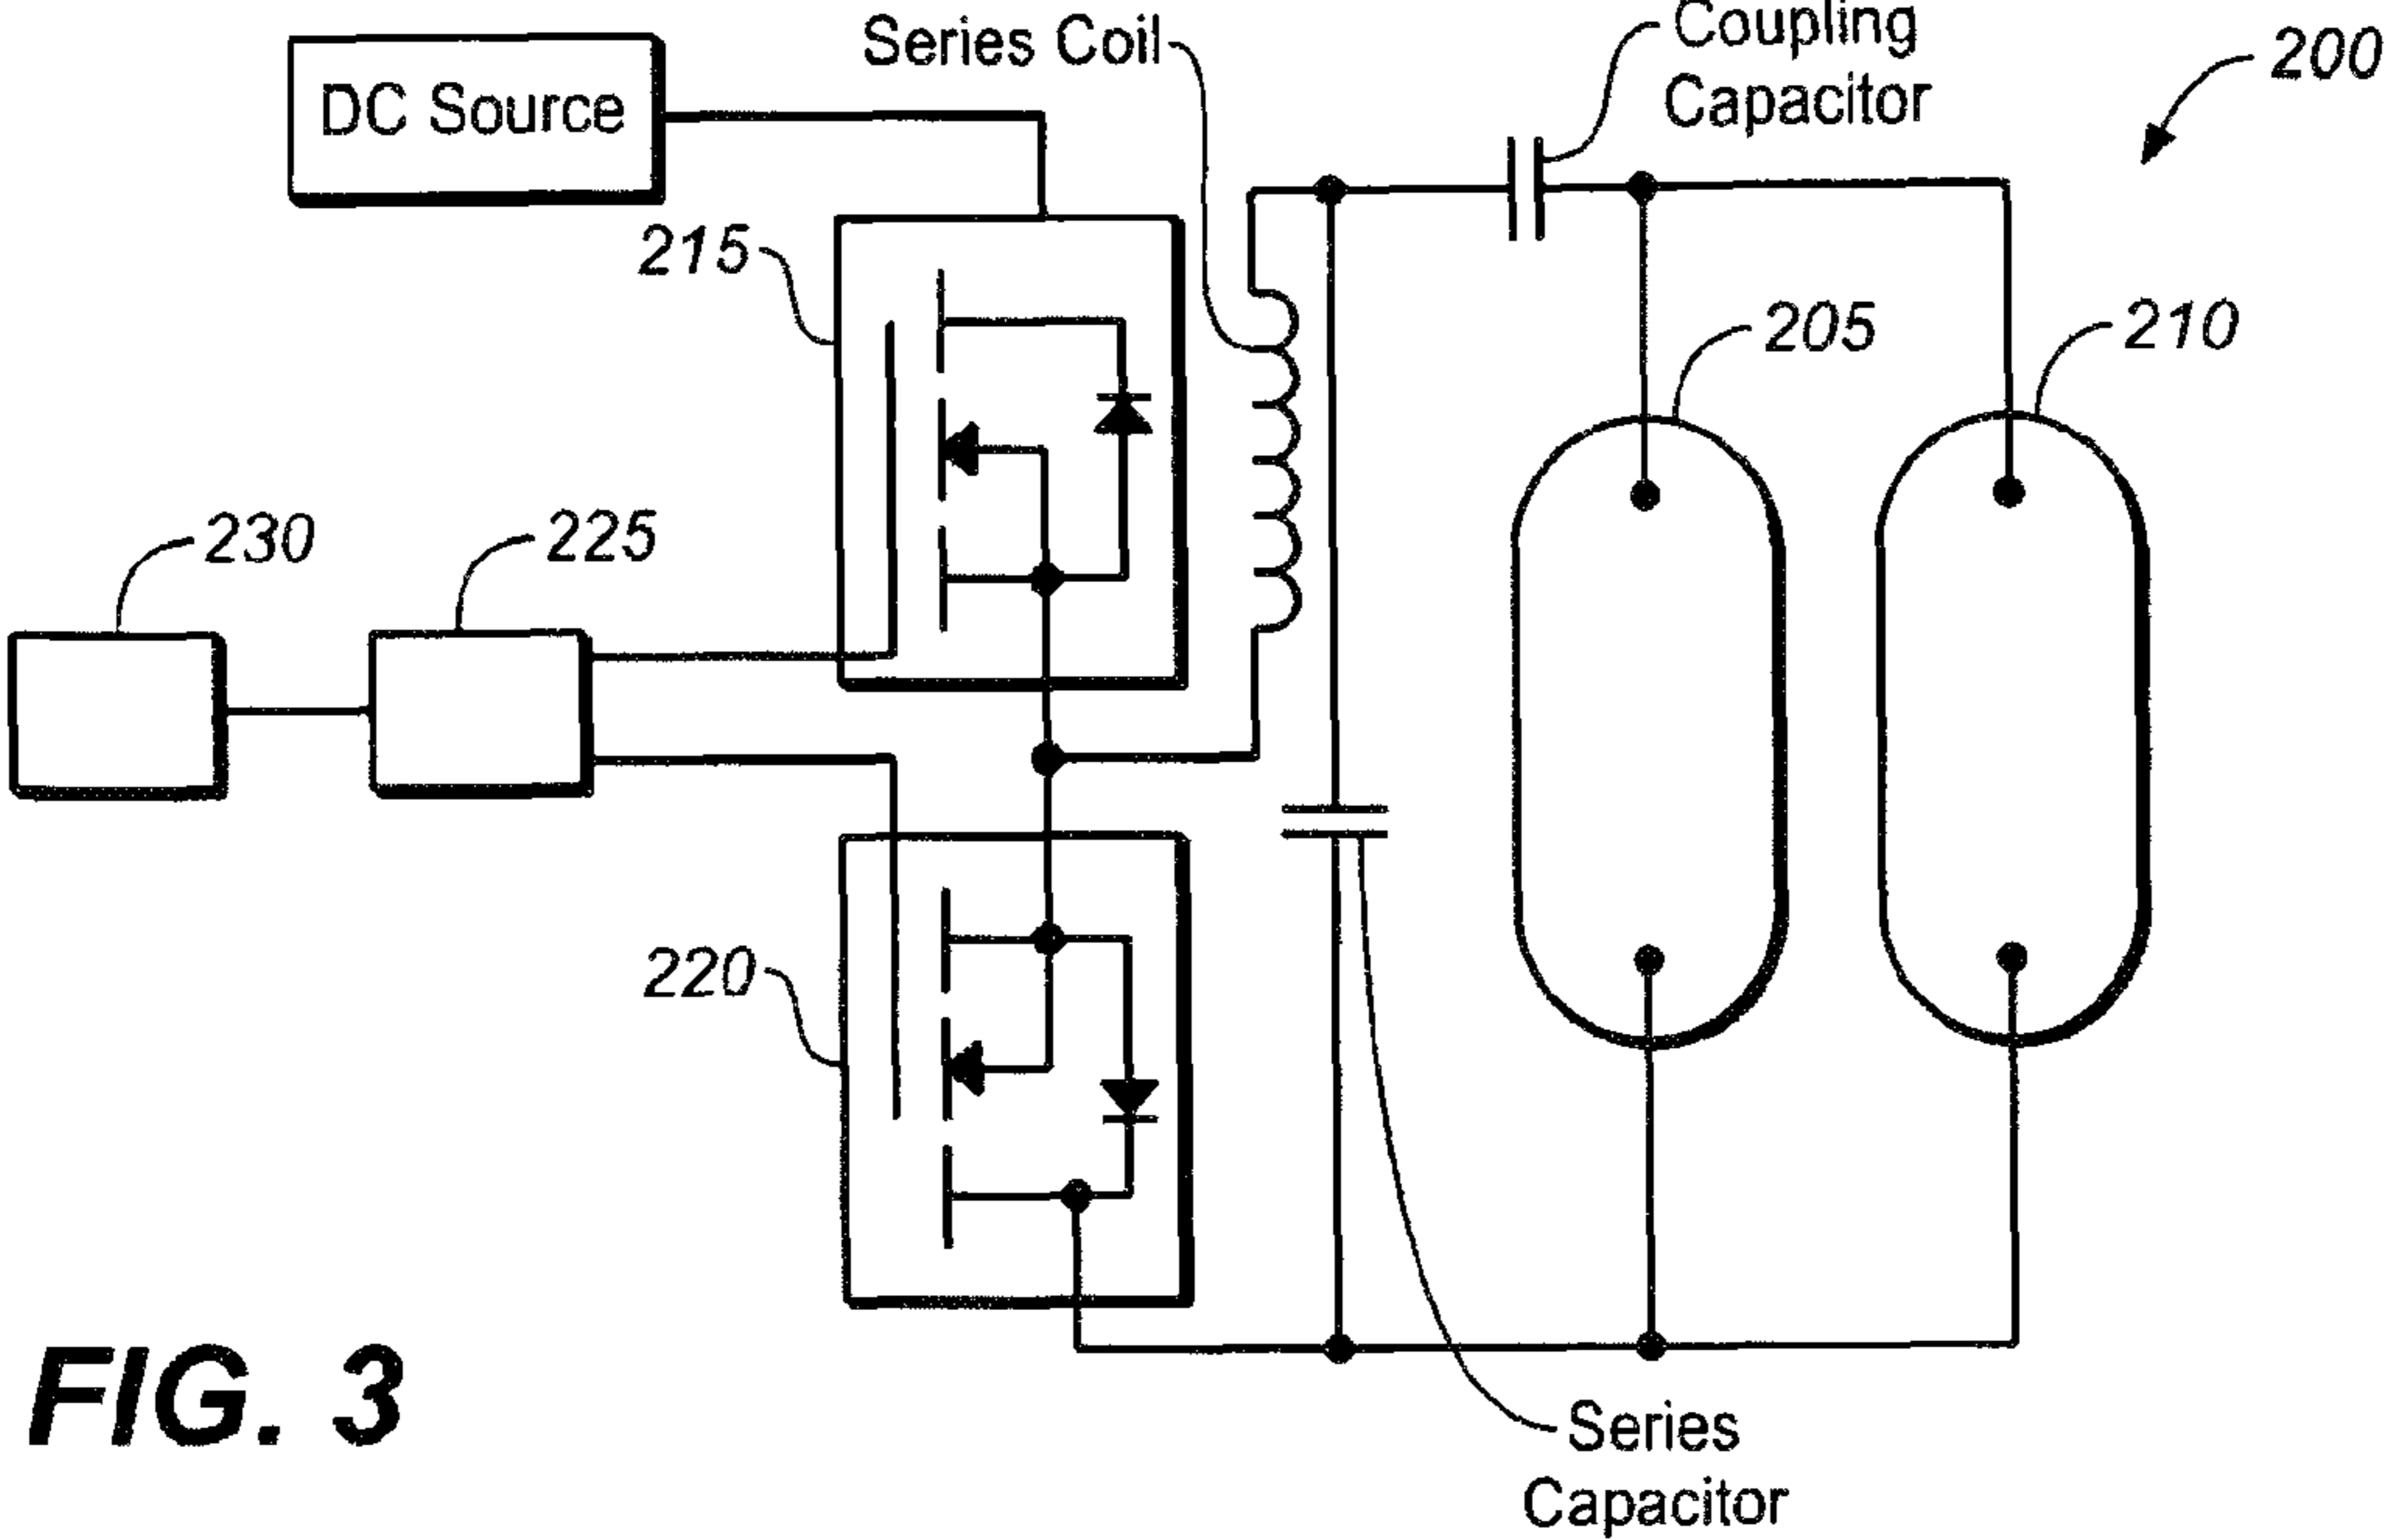 Series Coil
Coupling
Capacitor
200
DC Source
215
205
210
230
225
220
Series
Capacitor
FIG. 3